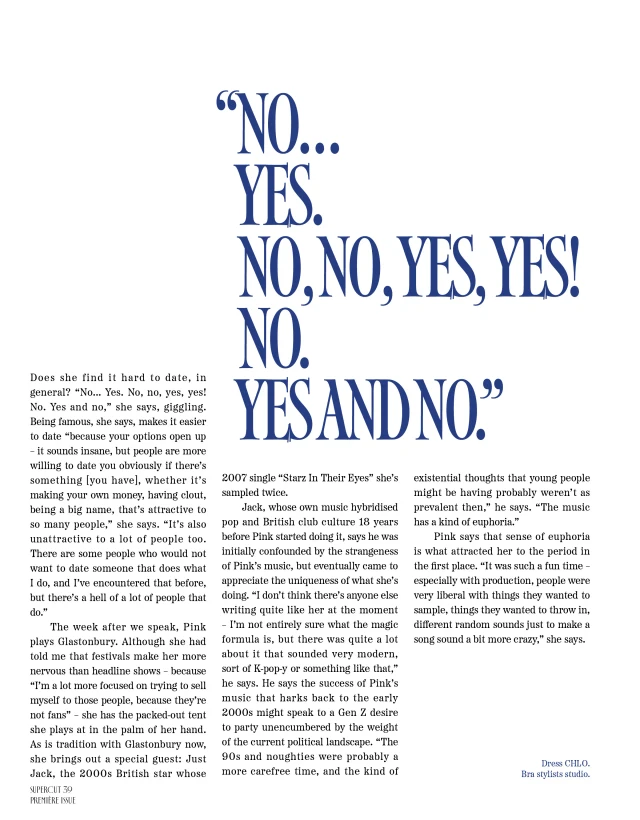 “NO...
YES.
NO, NO, YES, YES!
NO.
YES AND NO.”
Does she find it hard to date, in
general? “No... Yes. No, no, yes, yes!
No. Yes and no,” she says, giggling.
Being famous, she says, makes it easier
to date “because your options open up
– it sounds insane, but people are more
willing to date you obviously if there’s
something [you have], whether it’s
making your own money, having clout,
being a big name, that’s attractive to
so many people,” she says. “It’s also
unattractive to a lot of people too.
There are some people who would not
want to date someone that does what
I do, and I’ve encountered that before,
but there’s a hell of a lot of people that
do.”
The week after we speak, Pink
plays Glastonbury. Although she had
told me that festivals make her more
nervous than headline shows – because
“I’m a lot more focused on trying to sell
myself to those people, because they’re
not fans” – she has the packed-out tent
she plays at in the palm of her hand.
As is tradition with Glastonbury now,
she brings out a special guest: Just
Jack, the 2000s British star whose
2007 single “Starz In Their Eyes” she’s
sampled twice.
Jack, whose own music hybridised
pop and British club culture 18 years
before Pink started doing it, says he was
initially confounded by the strangeness
of Pink’s music, but eventually came to
appreciate the uniqueness of what she’s
doing. “I don’t think there’s anyone else
writing quite like her at the moment
– I’m not entirely sure what the magic
formula is, but there was quite a lot
about it that sounded very modern,
sort of K-pop-y or something like that,”
he says. He says the success of Pink’s
music that harks back to the early
2000s might speak to a Gen Z desire
to party unencumbered by the weight
of the current political landscape. “The
90s and noughties were probably a
more carefree time, and the kind of
existential thoughts that young people
might be having probably weren’t as
prevalent then,” he says. “The music
has a kind of euphoria.”
Pink says that sense of euphoria
is what attracted her to the period in
the first place. “It was such a fun time –
especially with production, people were
very liberal with things they wanted to
sample, things they wanted to throw in,
different random sounds just to make a
song sound a bit more crazy,” she says.
Dress CHLO.
Bra stylists studio.
SUPERCUT 39
PREMIÈRE ISSUE